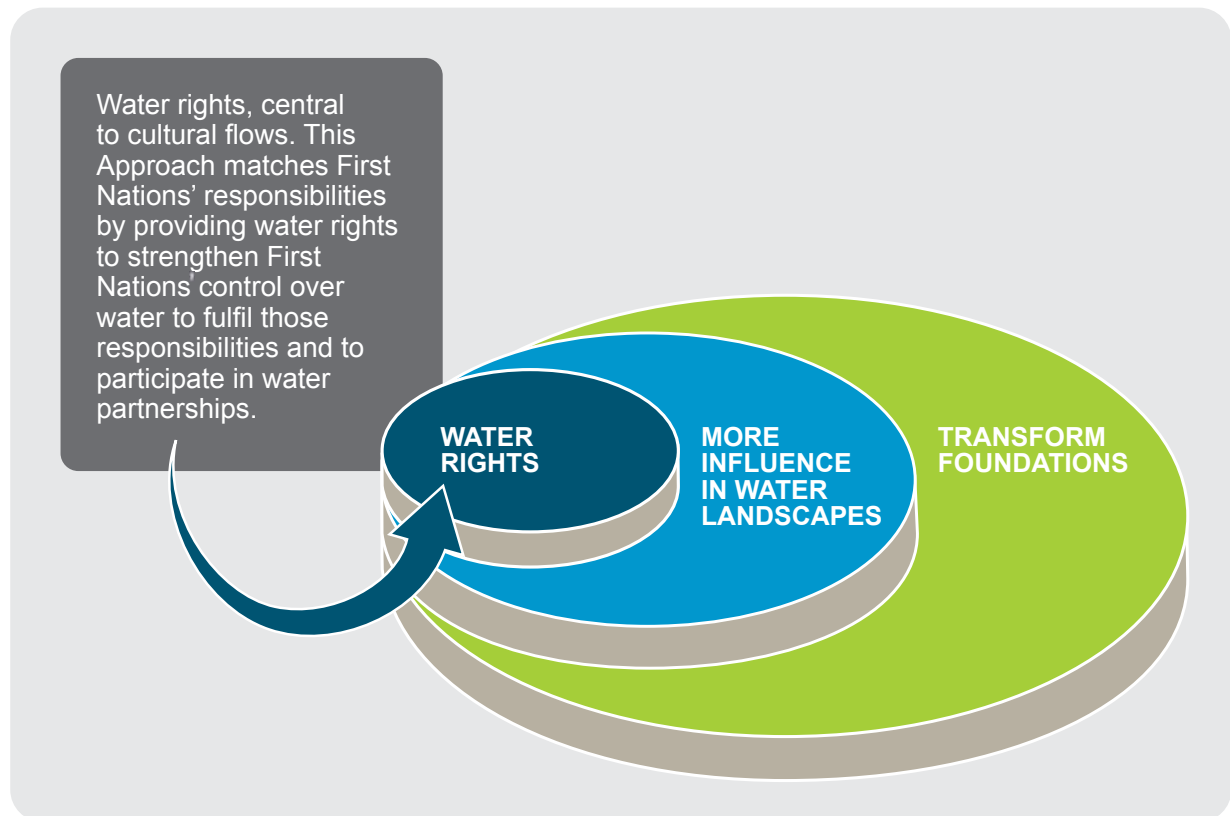 Water rights, central
to cultural flows. This
Approach matches First
Nations’ responsibilities
by providing water rights
to strengthen First
Nations’ control over
water to fulfil those
responsibilities and to
participate in water
partnerships.
WATER
RIGHTS
MORE
INFLUENCE
IN WATER
LANDSCAPES
TRANSFORM
FOUNDATIONS